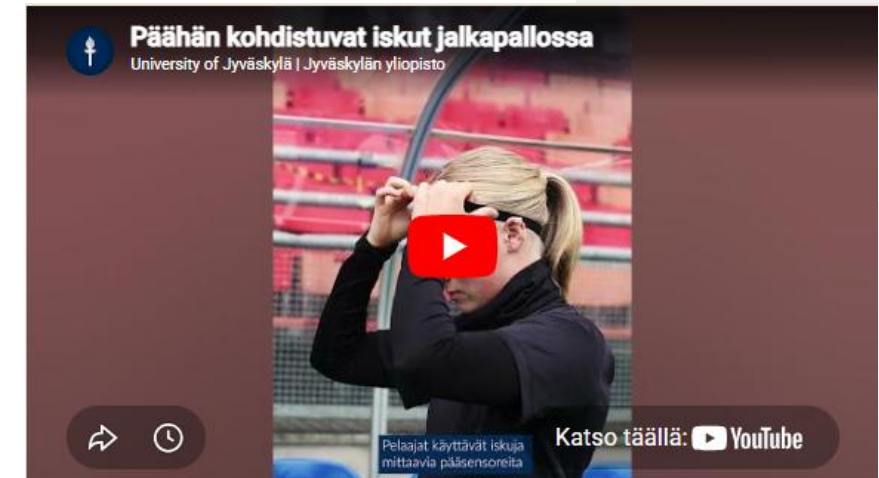 Päähän kohdistuvat iskut jalkapallossa
University of Jyväskylä | Jyväskylän yliopisto
Pelaajat käyttävät iskuja
mittaavia pääsensoreita
Katso täällä: YouTube